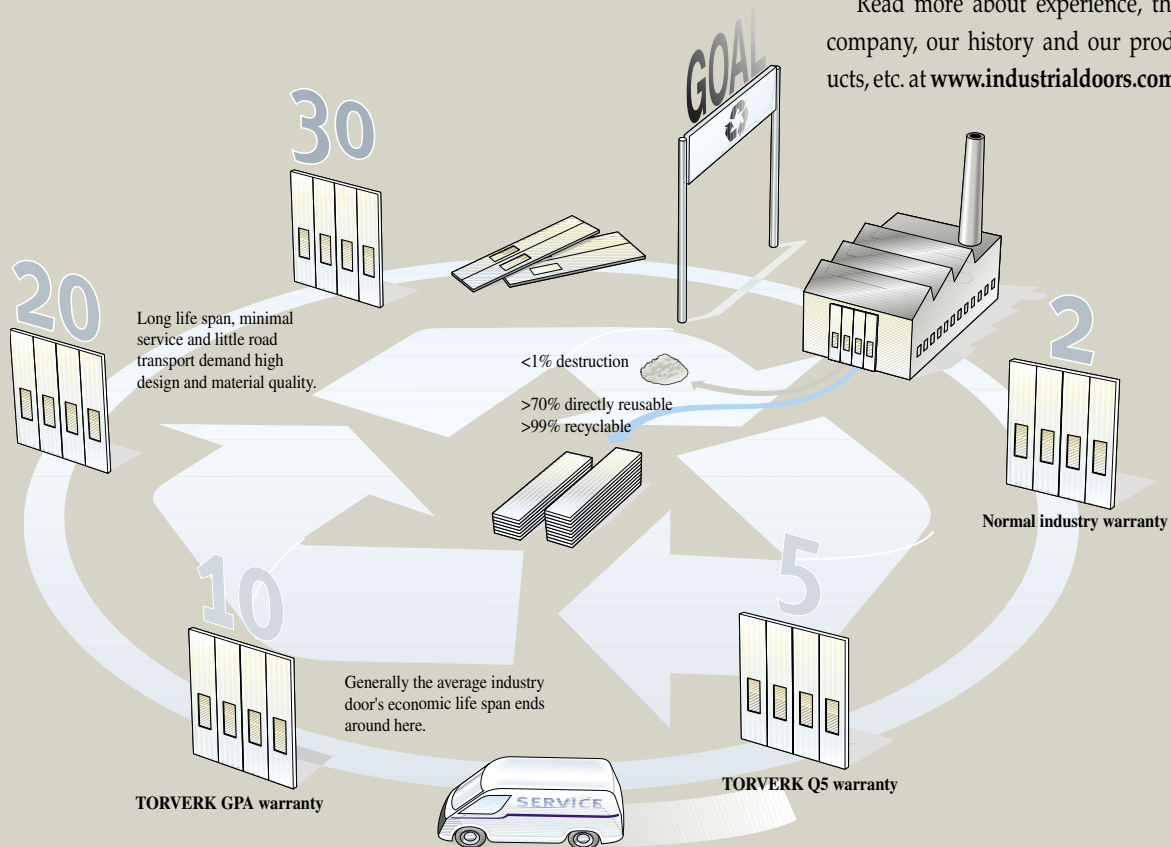 Read more about experience, th
company, our history and our prod-
ucts, etc. at www.industrialdoors.com
GOAL
30
20
Long life span, minimal
service and little road
transport demand high
design and material quality.
<1% destruction
>70% directly reusable
>99% recyclable
2
Normal industry warranty
5
TORVERK Q5 warranty
10
TORVERK GPA warranty
Generally the average industry
door's economic life span ends
around here.
SERVICE